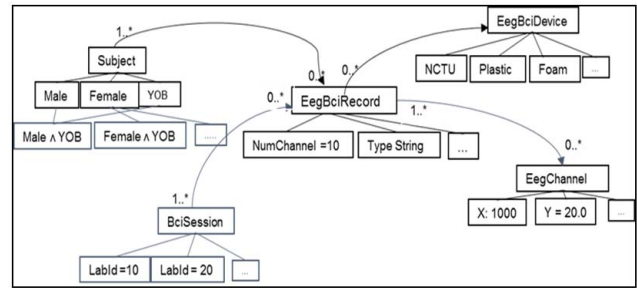 EegBciDevice
1..*
Subject
NCTU
Plastic
Foam
...
0..*
0..*
Male
Female
YOB
0..*
EegBciRecord
1..*
Male ∧ YOB
Female ∧ YOB
.....
NumChannel =10
Type String
...
0..*
EegChannel
1..*
BciSession
X: 1000
Y = 20.0
...
LabId =10
LabId = 20
...